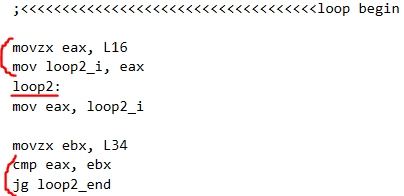 ;<<<<<<<<<<<<<<<<<<<<<<<<<<<<<<<<<<<loop begin
movzx eax, L16
mov loop2_i, eax
loop2:
mov eax, loop2_i
movzx ebx, L34
cmp eax, ebx
jg loop2_end